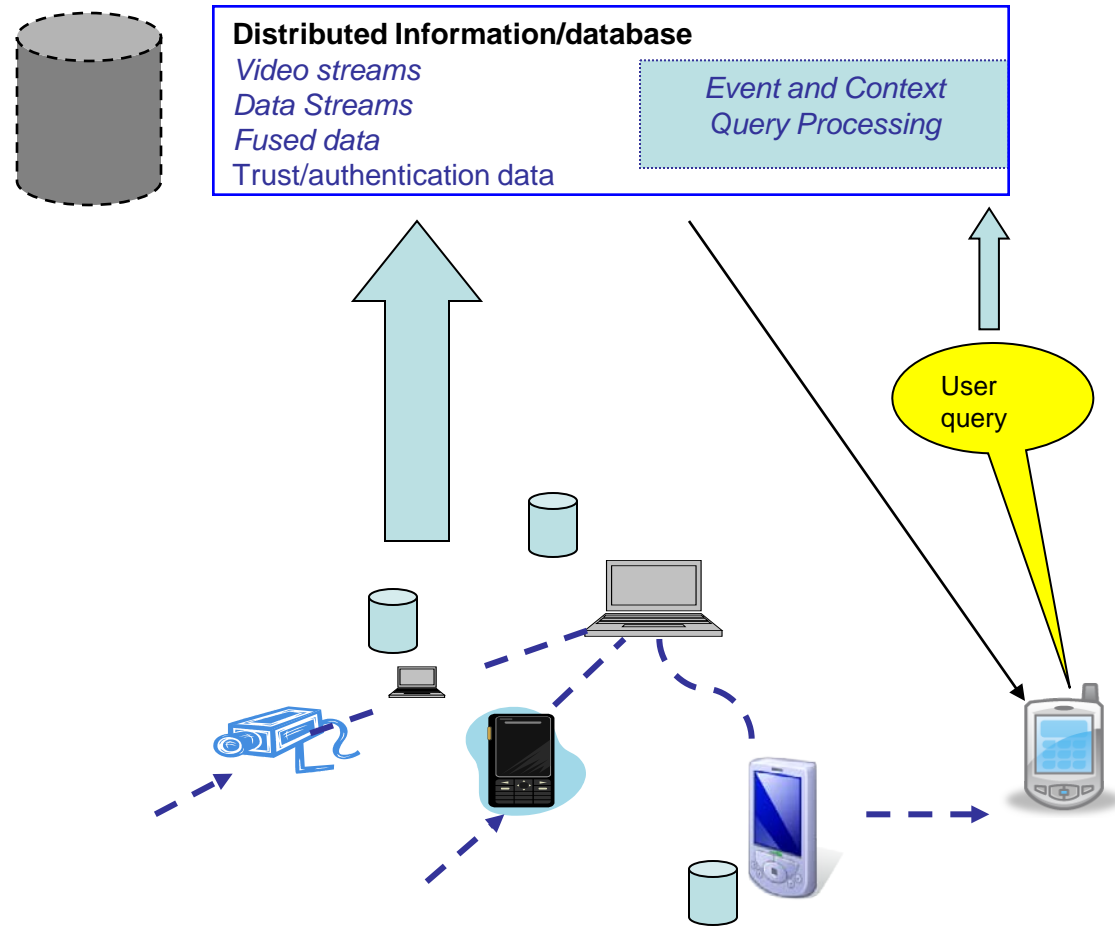 Distributed Information/database
Video streams
Data Streams
Fused data
Trust/authentication data
Event and Context
Query Processing
User
query